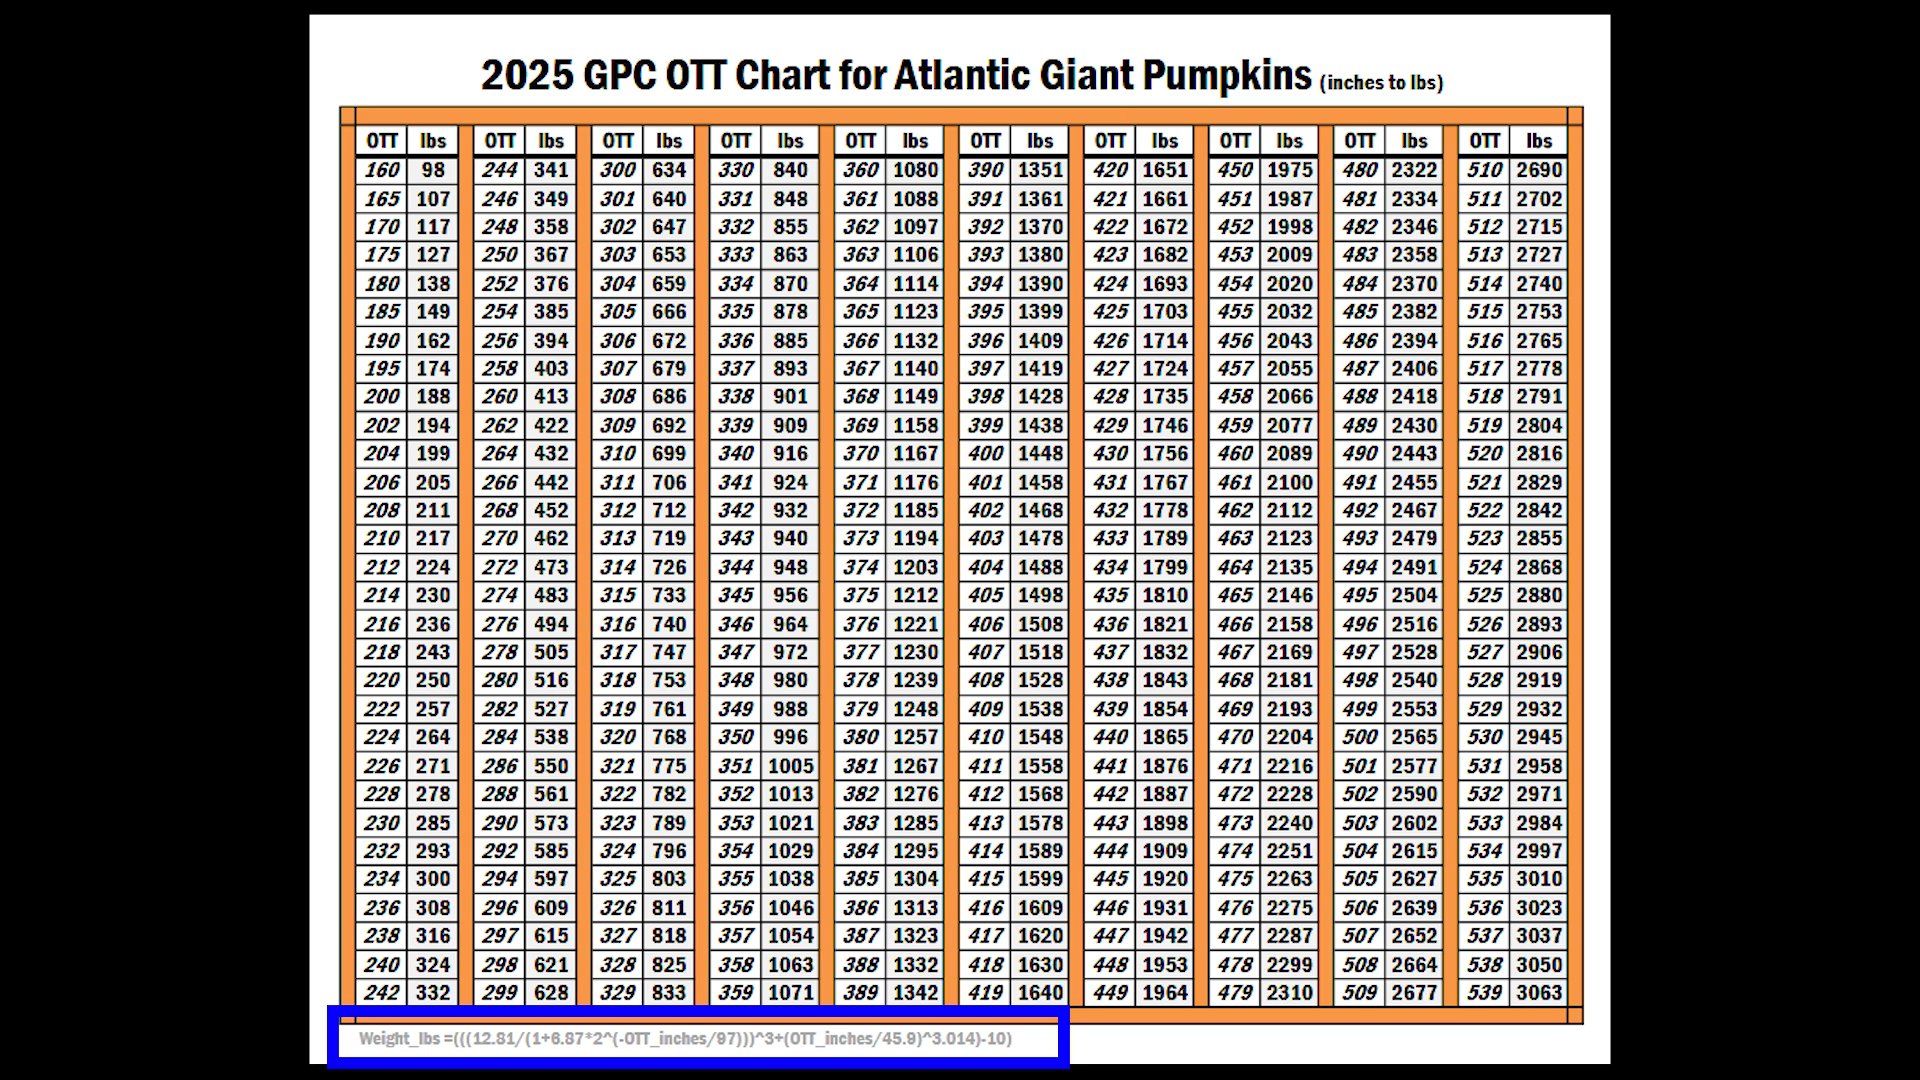 2025 GPC OTT Chart for Atlantic Giant Pumpkins (inches to lbs)
OTT lbs OTT lbs OTT lbs OTT lbs OTT lbs OTT lbs OTT lbs OTT lbs OTT lbs OTT lbs
160 98 244 341 300 634 330 840 360 1080 390 1351 420 1651 450 1975 480 2322 510 2690
165 107 246 349 301 640 331 848 361 1088 391 1361 421 1661 451 1987 481 2334 511 2702
170 117 248 358 302 647 332 855 362 1097 392 1370 422 1672 452 1998 482 2346 512 2715
175 127 250 367 303 653 333 863 363 1106 393 1380 423 1682 453 2009 483 2358 513 2727
180 138 252 376 304 659 334 870 364 1114 394 1390 424 1693 454 2020 484 2370 514 2740
185 149 254 385 305 666 335 878 365 1123 395 1399 425 1703 455 2032 485 2382 515 2753
190 162 256 394 306 672 336 885 366 1132 396 1409 426 1714 456 2043 486 2394 516 2765
195 174 258 403 307 679 337 893 367 1140 397 1419 427 1724 457 2055 487 2406 517 2778
200 188 260 413 308 686 338 901 368 1149 398 1428 428 1735 458 2066 488 2418 518 2791
202 194 262 422 309 692 339 909 369 1158 399 1438 429 1746 459 2077 489 2430 519 2804
204 199 264 432 310 699 340 916 370 1167 400 1448 430 1756 460 2089 490 2443 520 2816
206 205 266 442 311 706 341 924 371 1176 401 1458 431 1767 461 2100 491 2455 521 2829
208 211 268 452 312 712 342 932 372 1185 402 1468 432 1778 462 2112 492 2467 522 2842
210 217 270 462 313 719 343 940 373 1194 403 1478 433 1789 463 2123 493 2479 523 2855
212 224 272 473 314 726 344 948 374 1203 404 1488 434 1799 464 2135 494 2491 524 2868
214 230 274 483 315 733 345 956 375 1212 405 1498 435 1810 465 2146 495 2504 525 2880
216 236 276 494 316 740 346 964 376 1221 406 1508 436 1821 466 2158 496 2516 526 2893
218 243 278 505 317 747 347 972 377 1230 407 1518 437 1832 467 2169 497 2528 527 2906
220 250 280 516 318 753 348 980 378 1239 408 1528 438 1843 468 2181 498 2540 528 2919
222 257 282 527 319 761 349 988 379 1248 409 1538 439 1854 469 2193 499 2553 529 2932
224 264 284 538 320 768 350 996 380 1257 410 1548 440 1865 470 2204 500 2565 530 2945
226 271 286 550 321 775 351 1005 381 1267 411 1558 441 1876 471 2216 501 2577 531 2958
228 278 288 561 322 782 352 1013 382 1276 412 1568 442 1887 472 2228 502 2590 532 2971
230 285 290 573 323 789 353 1021 383 1285 413 1578 443 1898 473 2240 503 2602 533 2984
232 293 292 585 324 796 354 1029 384 1295 414 1589 444 1909 474 2251 504 2615 534 2997
234 300 294 597 325 803 355 1038 385 1304 415 1599 445 1920 475 2263 505 2627 535 3010
236 308 296 609 326 811 356 1046 386 1313 416 1609 446 1931 476 2275 506 2639 536 3023
238 316 297 615 327 818 357 1054 387 1323 417 1620 447 1942 477 2287 507 2652 537 3037
240 324 298 621 328 825 358 1063 388 1332 418 1630 448 1953 478 2299 508 2664 538 3050
242 332 299 628 329 833 359 1071 389 1342 419 1640 449 1964 479 2310 509 2677 539 3063
Weight_lbs =(((12.81/(1+6.87*2^(-OTT_inches/97)))^3+(OTT_inches/45.9)^3.014)-10)